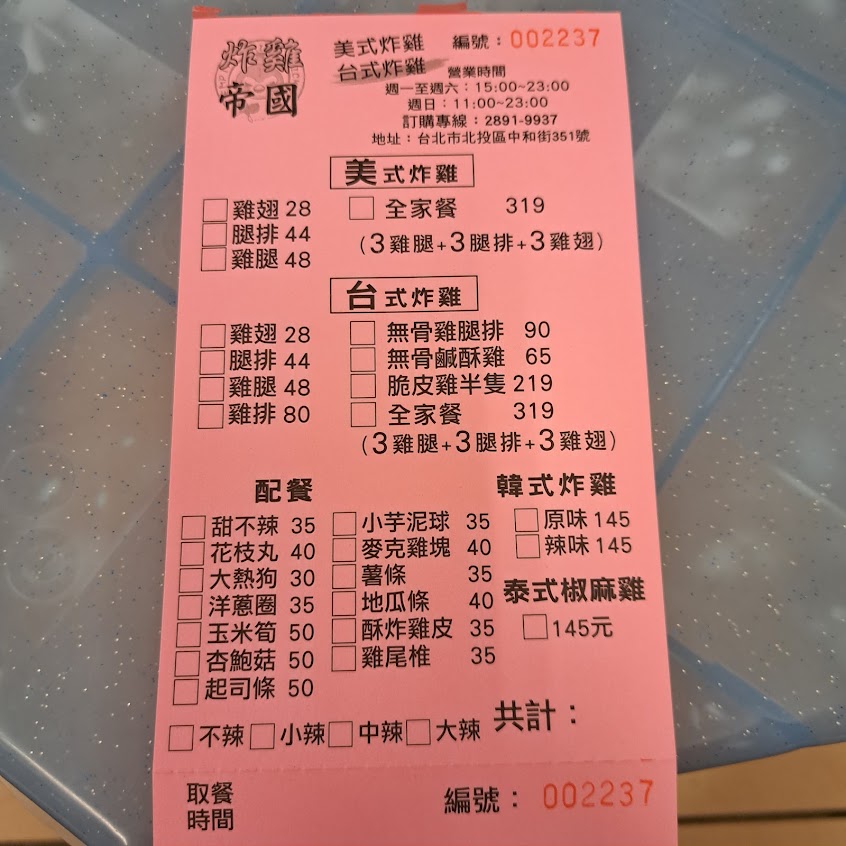 炸雞
帝國
美式炸雞
台式炸雞
編號：002237
營業時間
週一至週六：15:00~23:00
週日：11:00~23:00
訂購專線：2891-9937
地址：台北市北投區中和街351號
美式炸雞
雞翅 28 全家餐 319
腿排 44
(3雞腿+3腿排+3雞翅)
雞腿 48
台式炸雞
雞翅 28 無骨雞腿排 90
腿排 44 無骨鹹酥雞 65
雞腿 48 脆皮雞半隻 219
雞排 80 全家餐 319
(3雞腿+3腿排+3雞翅)
配餐
甜不辣 35 小芋泥球 35
花枝丸 40 麥克雞塊 40
大熱狗 30 薯條 35
洋蔥圈 35 地瓜條 40
玉米筍 50 酥炸雞皮 35
杏鮑菇 50 雞尾椎 35
起司條 50
韓式炸雞
原味 145
辣味 145
泰式椒麻雞
145元
不辣 小辣 中辣 大辣
共計：
取餐
時間
編號：002237